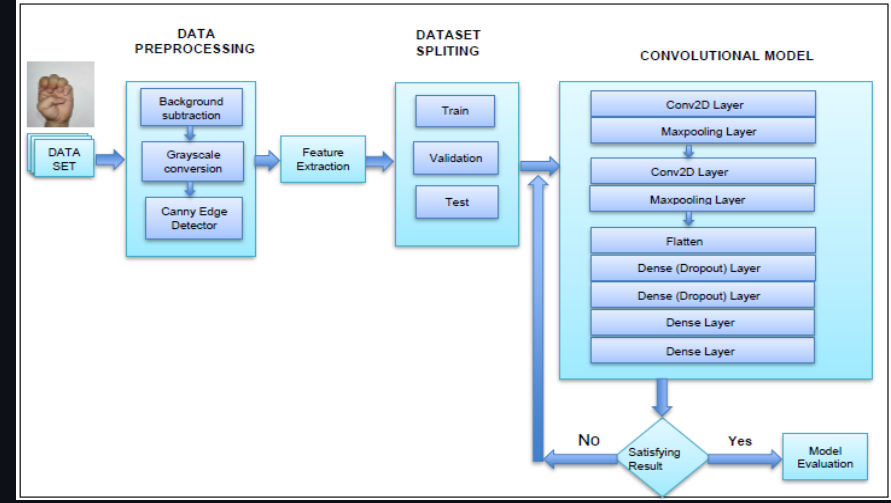 DATA
PREPROCESSING
DATASET
SPLITING
CONVOLUTIONAL MODEL
DATA
SET
Background
subtraction
Grayscale
conversion
Canny Edge
Detector
Feature
Extraction
Train
Validation
Test
Conv2D Layer
Maxpooling Layer
Conv2D Layer
Maxpooling Layer
Flatten
Dense (Dropout) Layer
Dense (Dropout) Layer
Dense Layer
Dense Layer
No
Satisfying
Result
Yes
Model
Evaluation